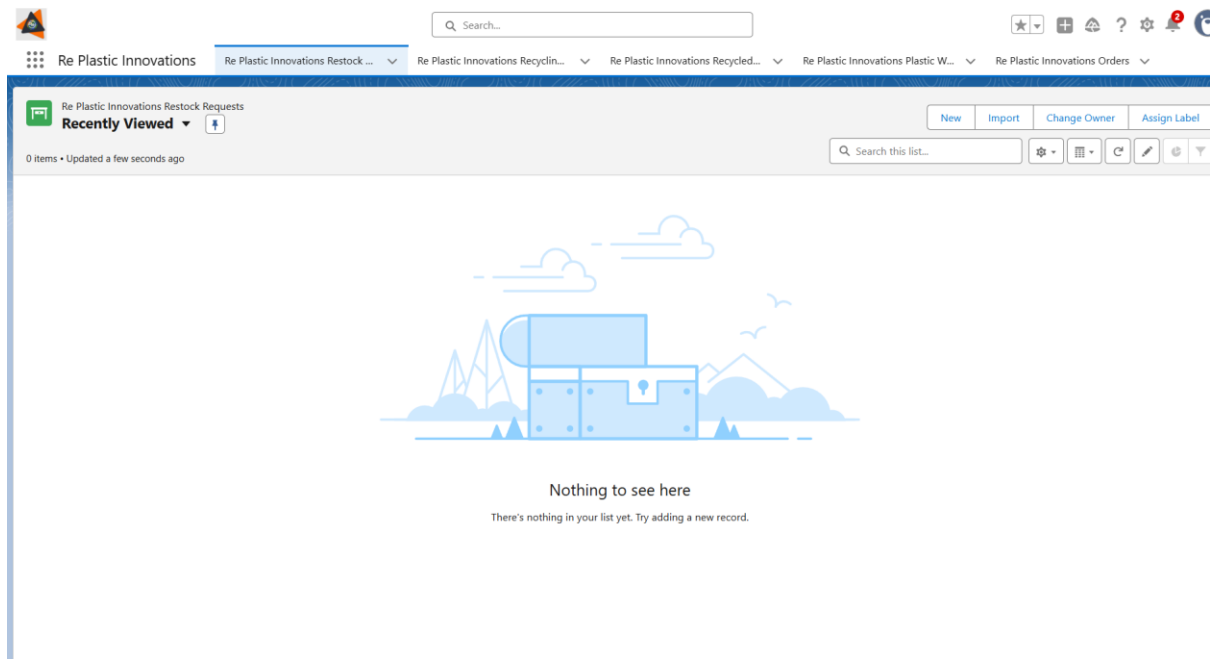 Search...
2
Re Plastic Innovations
Re Plastic Innovations Restock ...
Re Plastic Innovations Recyclin...
Re Plastic Innovations Recycled...
Re Plastic Innovations Plastic W...
Re Plastic Innovations Orders
Re Plastic Innovations Restock Requests
Recently Viewed
New
Import
Change Owner
Assign Label
0 items • Updated a few seconds ago
Search this list...
Nothing to see here
There's nothing in your list yet. Try adding a new record.